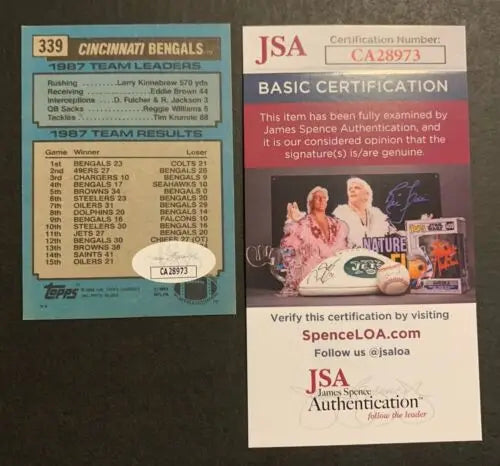 339
CINCINNATI BENGALS
1987 TEAM LEADERS
Rushing Larry Kinnebrew 570 yds
Receiving Eddie Brown 44
Interceptions D. Fulcher & R. Jackson 3
QB Sacks Reggie Williams 6
Tackles Tim Krumrie 88
1987 TEAM RESULTS
Game Winner Loser
1st BENGALS 23 COLTS 21
2nd 49ERS 27 BENGALS 26
3rd CHARGERS 10 BENGALS 9
4th BENGALS 17 SEAHAWKS 10
5th BROWNS 34 BENGALS 0
6th STEELERS 23 BENGALS 20
7th OILERS 31 BENGALS 29
8th DOLPHINS 20 BENGALS 14
9th BENGALS 16 FALCONS 10
10th STEELERS 30 BENGALS 16
11th JETS 27 BENGALS 20
12th BENGALS 30 CHIEFS 27 (OT)
13th BROWNS 38
14th SAINTS 41
15th OILERS 21
CA28973
Topps
JSA
Certification Number:
CA28973
BASIC CERTIFICATION
This item has been fully examined by
James Spence Authentication, and
it is our considered opinion that the
signature(s) is/are genuine.
NATURE
JETS
POP
Verify this certification by visiting
SpenceLOA.com
Follow us @jsaloa
JSA
James Spence
Authentication
follow the leader